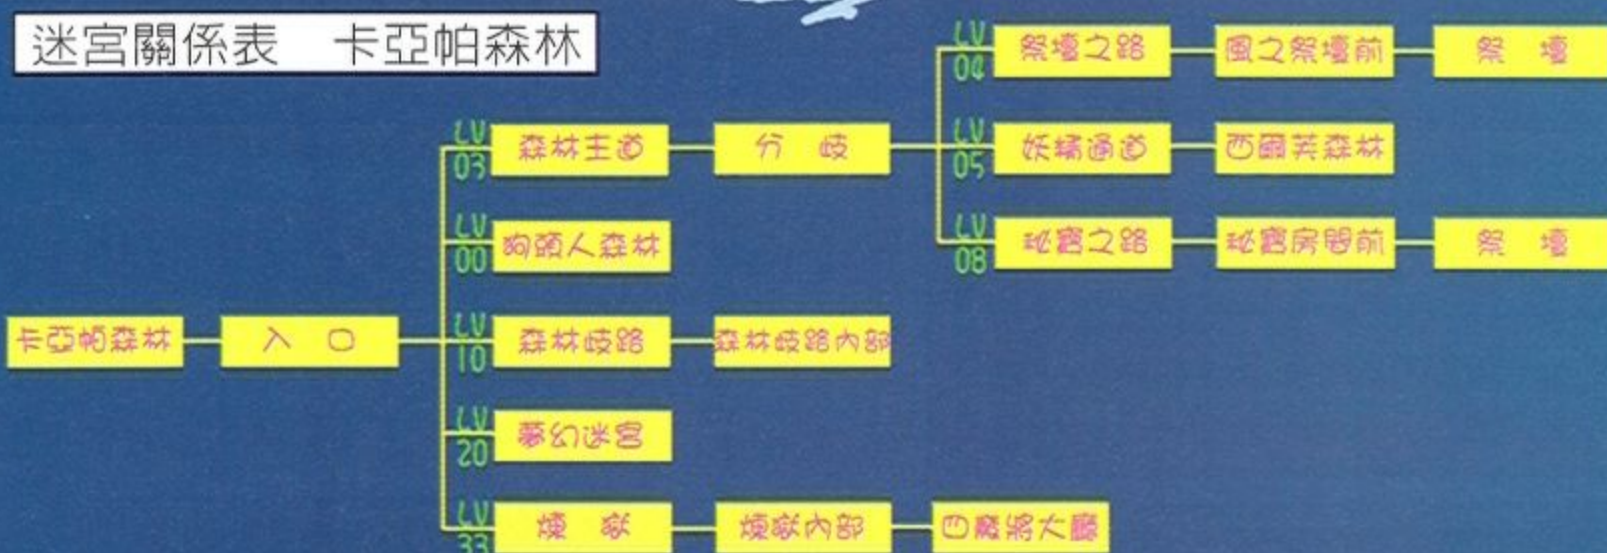 迷宮關係表 卡亞帕森林
LV 04 祭壇之路 風之祭壇前 祭壇
LV 03 森林主道 分歧 LV 05 妖精通道 西爾芙森林
LV 00 狗頭人森林 LV 08 秘寶之路 秘寶房間前 祭壇
卡亞帕森林 入口 LV 10 森林歧路 森林歧路內部
LV 20 夢幻迷宮
LV 33 煉獄 煉獄內部 四魔將大廳